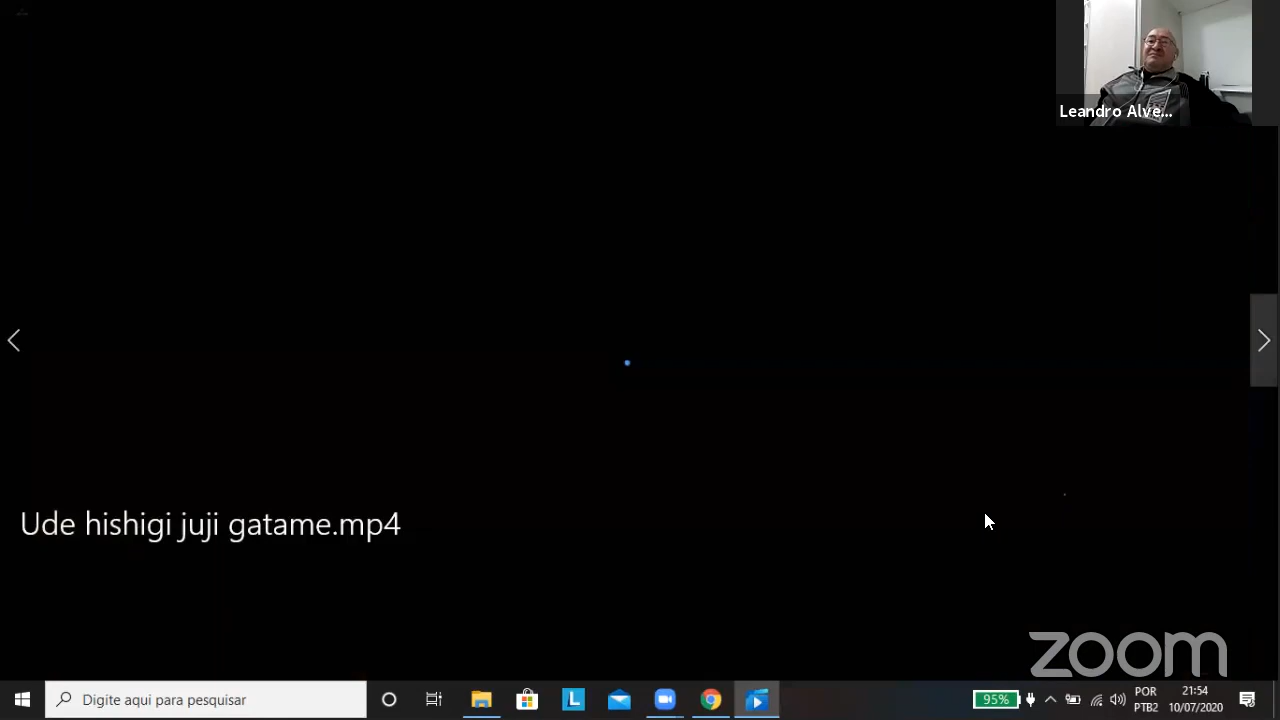 Leandro Alve...
Ude hishigi juji gatame.mp4
zoom
Digite aqui para pesquisar
L
95%
POR
PTB2
21:54
10/07/2020